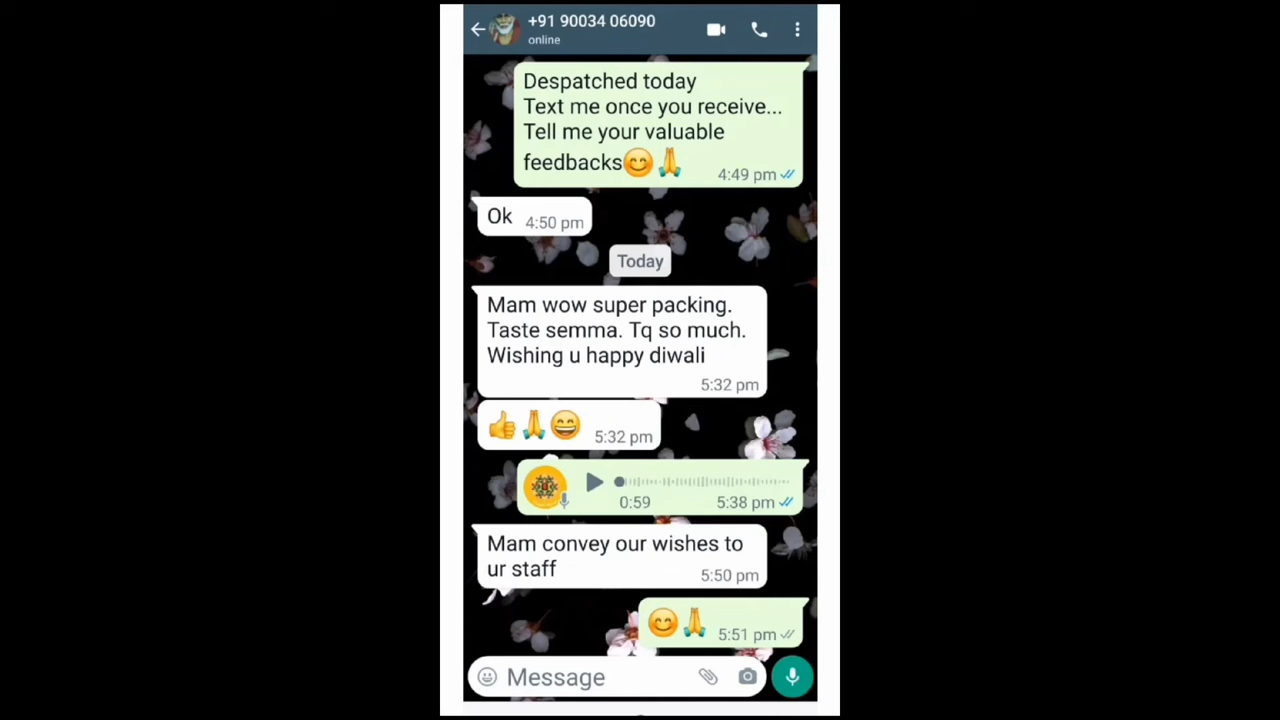 +91 90034 06090
online
Despatched today
Text me once you receive...
Tell me your valuable
feedbacks😊🙏
4:49 pm
Ok 4:50 pm
Today
Mam wow super packing.
Taste semma. Tq so much.
Wishing u happy diwali
5:32 pm
👍🙏😄 5:32 pm
0:59 5:38 pm
Mam convey our wishes to
ur staff
5:50 pm
😊🙏 5:51 pm
Message